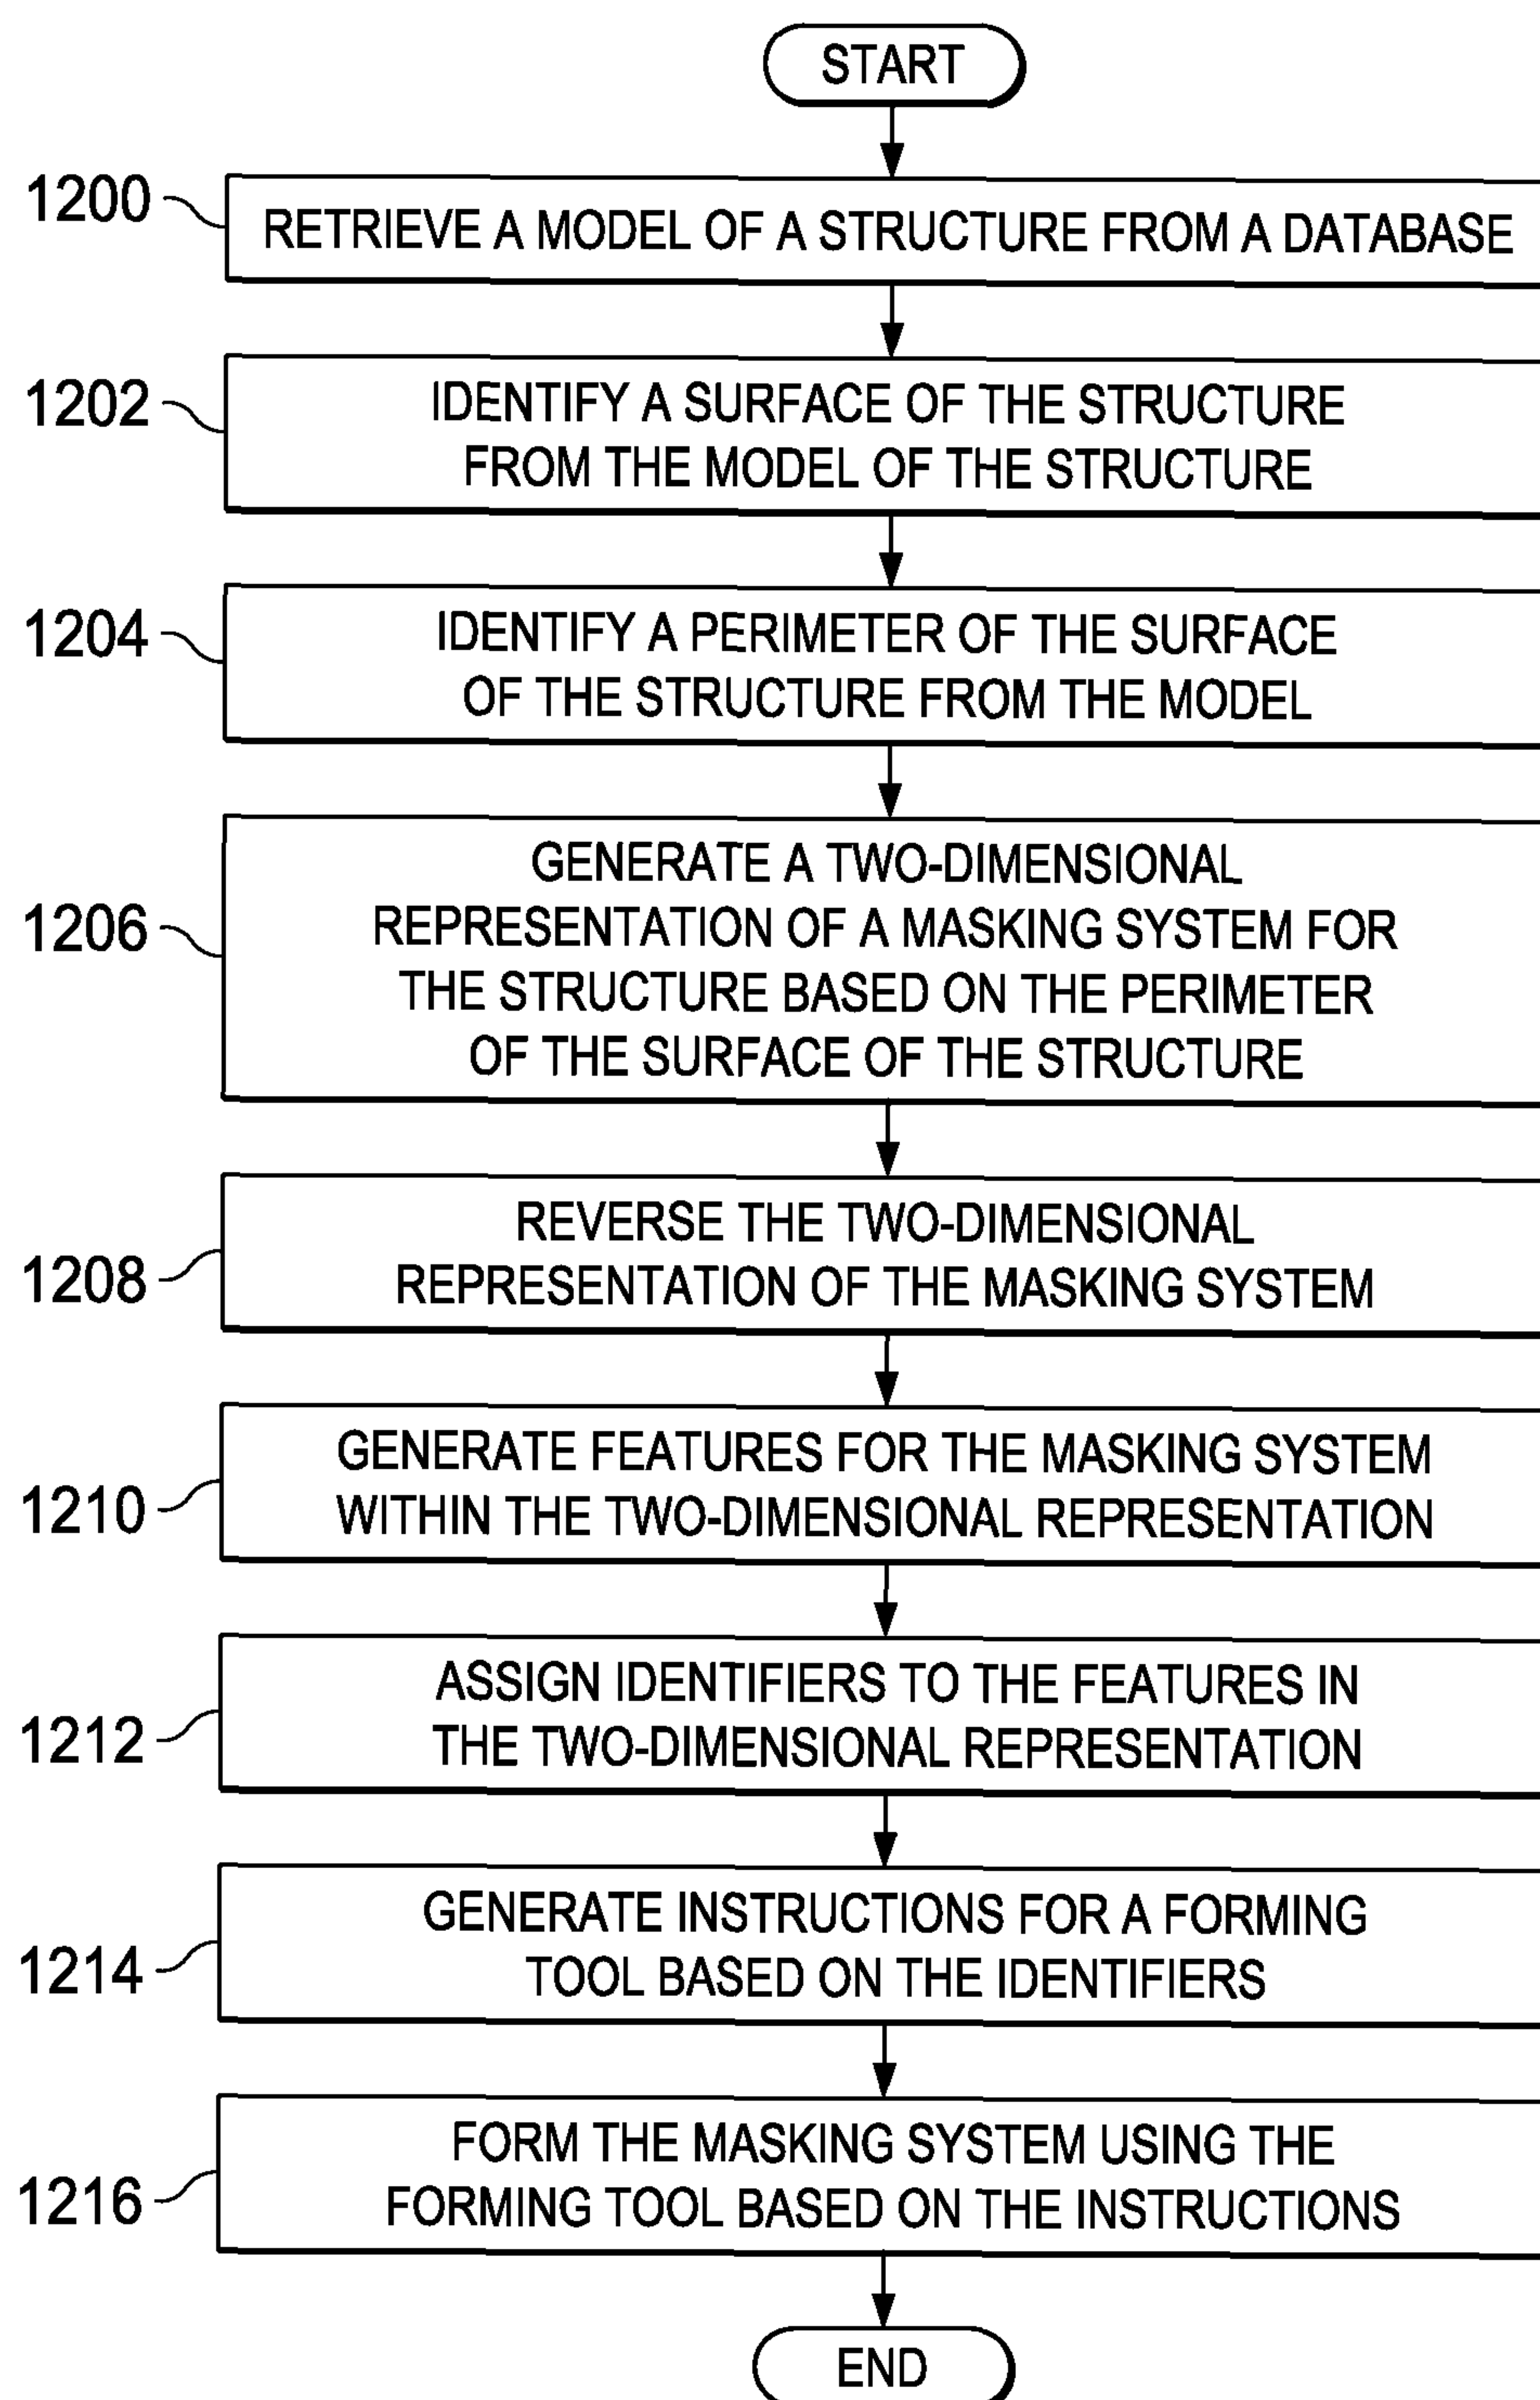 START
1200
RETRIEVE A MODEL OF A STRUCTURE FROM A DATABASE
1202
IDENTIFY A SURFACE OF THE STRUCTURE
FROM THE MODEL OF THE STRUCTURE
1204
IDENTIFY A PERIMETER OF THE SURFACE
OF THE STRUCTURE FROM THE MODEL
1206
GENERATE A TWO-DIMENSIONAL
REPRESENTATION OF A MASKING SYSTEM FOR
THE STRUCTURE BASED ON THE PERIMETER
OF THE SURFACE OF THE STRUCTURE
1208
REVERSE THE TWO-DIMENSIONAL
REPRESENTATION OF THE MASKING SYSTEM
1210
GENERATE FEATURES FOR THE MASKING SYSTEM
WITHIN THE TWO-DIMENSIONAL REPRESENTATION
1212
ASSIGN IDENTIFIERS TO THE FEATURES IN
THE TWO-DIMENSIONAL REPRESENTATION
1214
GENERATE INSTRUCTIONS FOR A FORMING
TOOL BASED ON THE IDENTIFIERS
1216
FORM THE MASKING SYSTEM USING THE
FORMING TOOL BASED ON THE INSTRUCTIONS
END